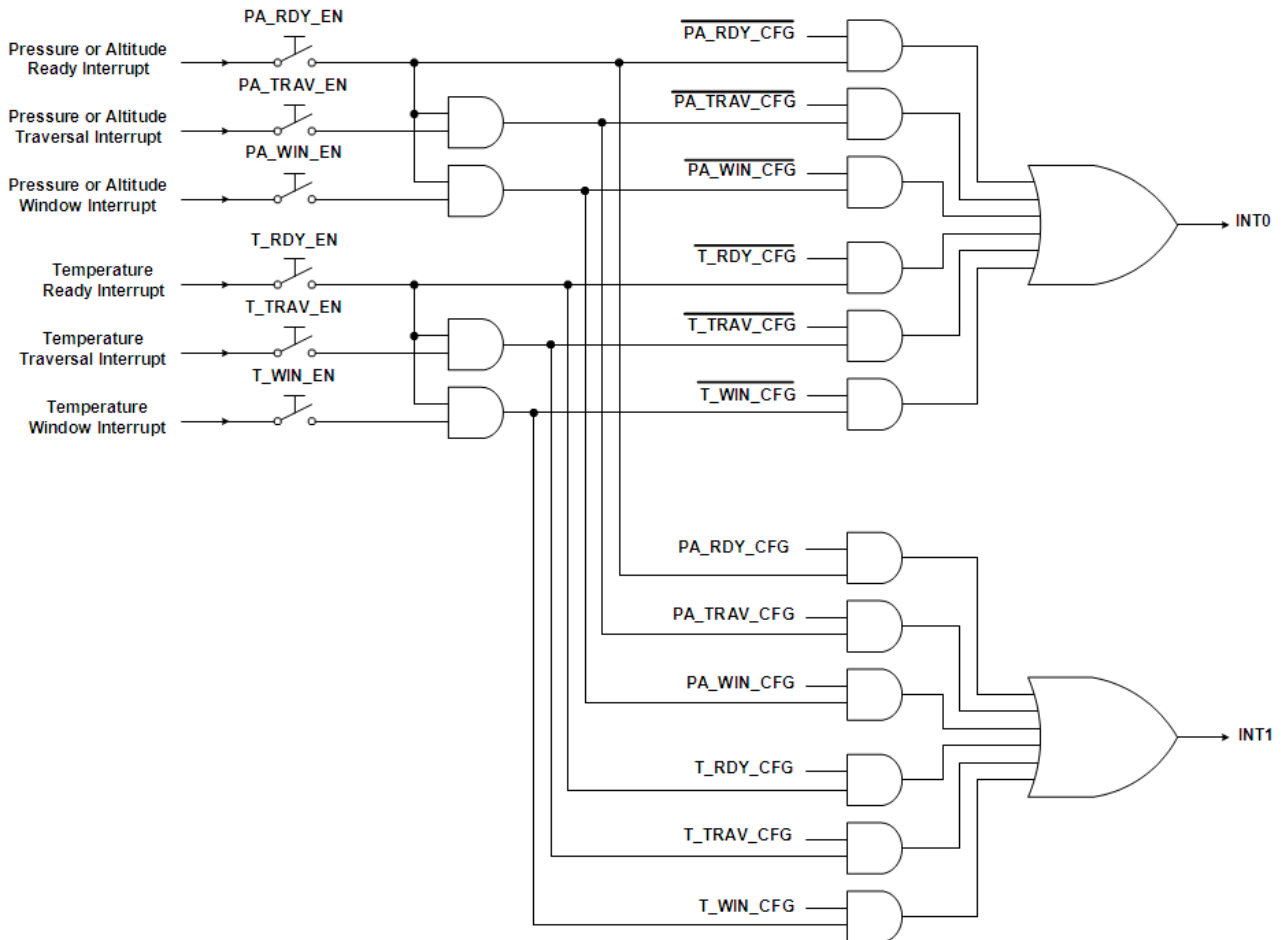 PA_RDY_EN
Pressure or Altitude
Ready Interrupt
PA_RDY_CFG
PA_TRAV_EN
Pressure or Altitude
Traversal Interrupt
PA_TRAV_CFG
PA_WIN_EN
Pressure or Altitude
Window Interrupt
PA_WIN_CFG
INT0
T_RDY_EN
Temperature
Ready Interrupt
T_RDY_CFG
T_TRAV_EN
Temperature
Traversal Interrupt
T_TRAV_CFG
T_WIN_EN
Temperature
Window Interrupt
T_WIN_CFG
PA_RDY_CFG
PA_TRAV_CFG
PA_WIN_CFG
INT1
T_RDY_CFG
T_TRAV_CFG
T_WIN_CFG